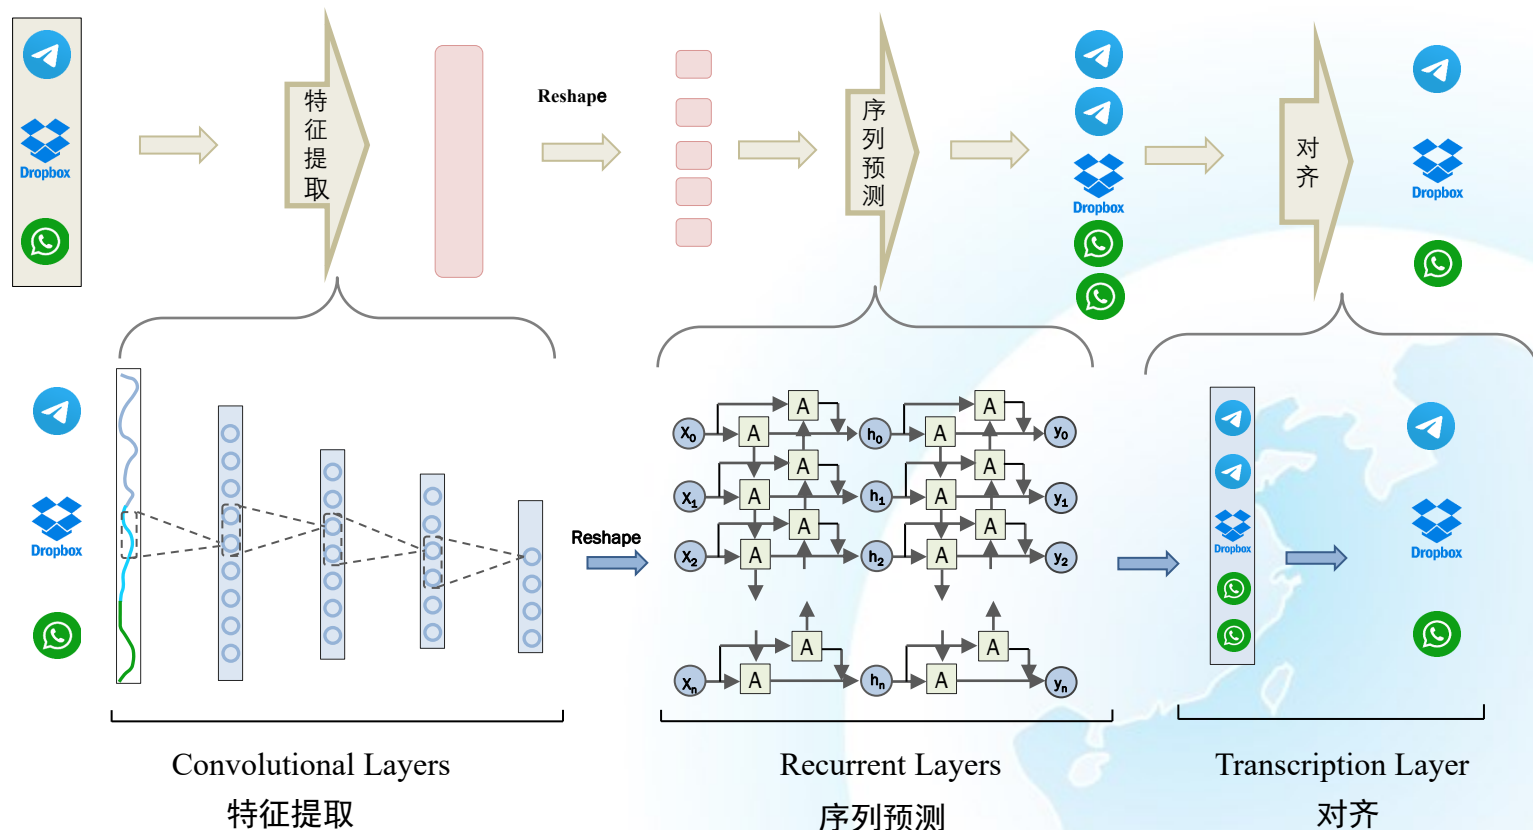 Dropbox
特征提取
Reshape
序列预测
Dropbox
对齐
Dropbox
Dropbox
Reshape
X0
A
A
h0
A
A
y0
X1
A
A
h1
A
A
y1
X2
A
A
h2
A
A
y2
Xn
A
A
hn
A
A
yn
Dropbox
Dropbox
Convolutional Layers
Recurrent Layers
Transcription Layer
特征提取
序列预测
对齐